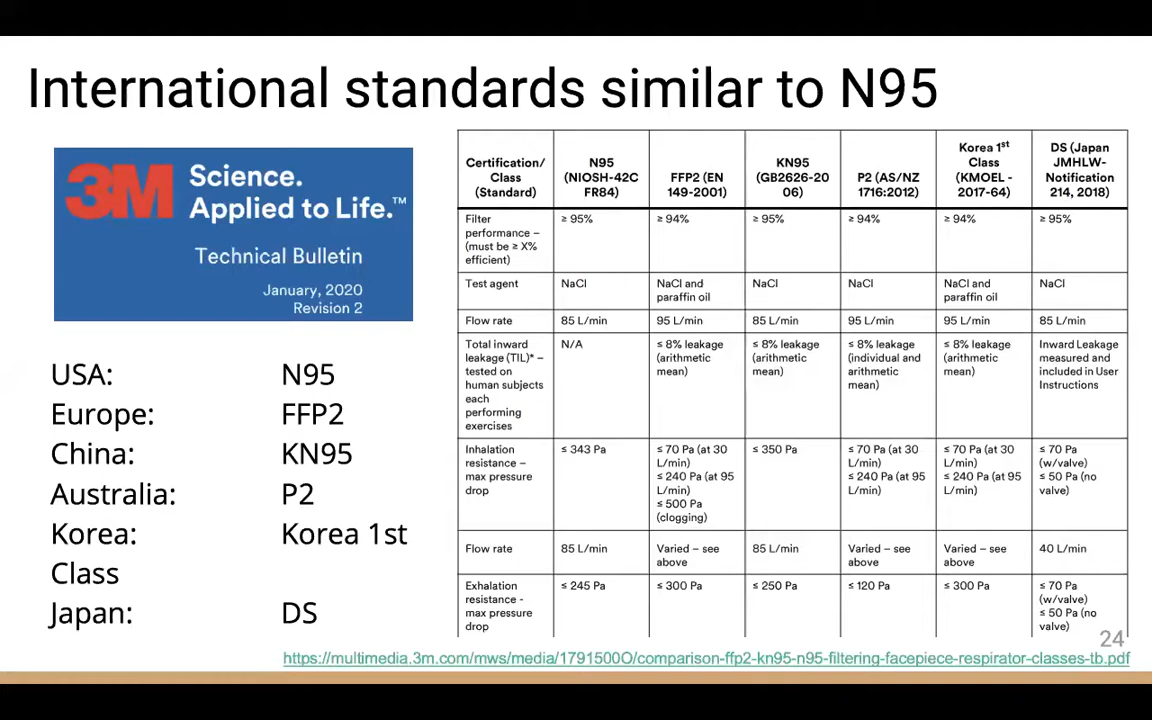 International standards similar to N95
3M Science.
Applied to Life.™
Technical Bulletin
January, 2020
Revision 2
USA: N95
Europe: FFP2
China: KN95
Australia: P2
Korea: Korea 1st
Class
Japan: DS
Certification/ Class (Standard) N95 (NIOSH-42C FR84) FFP2 (EN 149-2001) KN95 (GB2626-20 06) P2 (AS/NZ 1716:2012) Korea 1st Class (KMOEL - 2017-64) DS (Japan JMHLW- Notification 214, 2018)
Filter performance – (must be ≥ X% efficient) ≥ 95% ≥ 94% ≥ 95% ≥ 94% ≥ 94% ≥ 95%
Test agent NaCl NaCl and paraffin oil NaCl NaCl NaCl and paraffin oil NaCl
Flow rate 85 L/min 95 L/min 85 L/min 95 L/min 95 L/min 85 L/min
Total inward leakage (TIL)* – tested on human subjects each performing exercises N/A ≤ 8% leakage (arithmetic mean) ≤ 8% leakage (arithmetic mean) ≤ 8% leakage (individual and arithmetic mean) ≤ 8% leakage (arithmetic mean) Inward Leakage measured and included in User Instructions
Inhalation resistance – max pressure drop ≤ 343 Pa ≤ 70 Pa (at 30 L/min) ≤ 240 Pa (at 95 L/min) ≤ 500 Pa (clogging) ≤ 350 Pa ≤ 70 Pa (at 30 L/min) ≤ 240 Pa (at 95 L/min) ≤ 70 Pa (at 30 L/min) ≤ 240 Pa (at 95 L/min) ≤ 70 Pa (w/valve) ≤ 50 Pa (no valve)
Flow rate 85 L/min Varied – see above 85 L/min Varied – see above Varied – see above 40 L/min
Exhalation resistance - max pressure drop ≤ 245 Pa ≤ 300 Pa ≤ 250 Pa ≤ 120 Pa ≤ 300 Pa ≤ 70 Pa (w/valve) ≤ 50 Pa (no valve)
24
https://multimedia.3m.com/mws/media/1791500O/comparison-ffp2-kn95-n95-filtering-facepiece-respirator-classes-tb.pdf